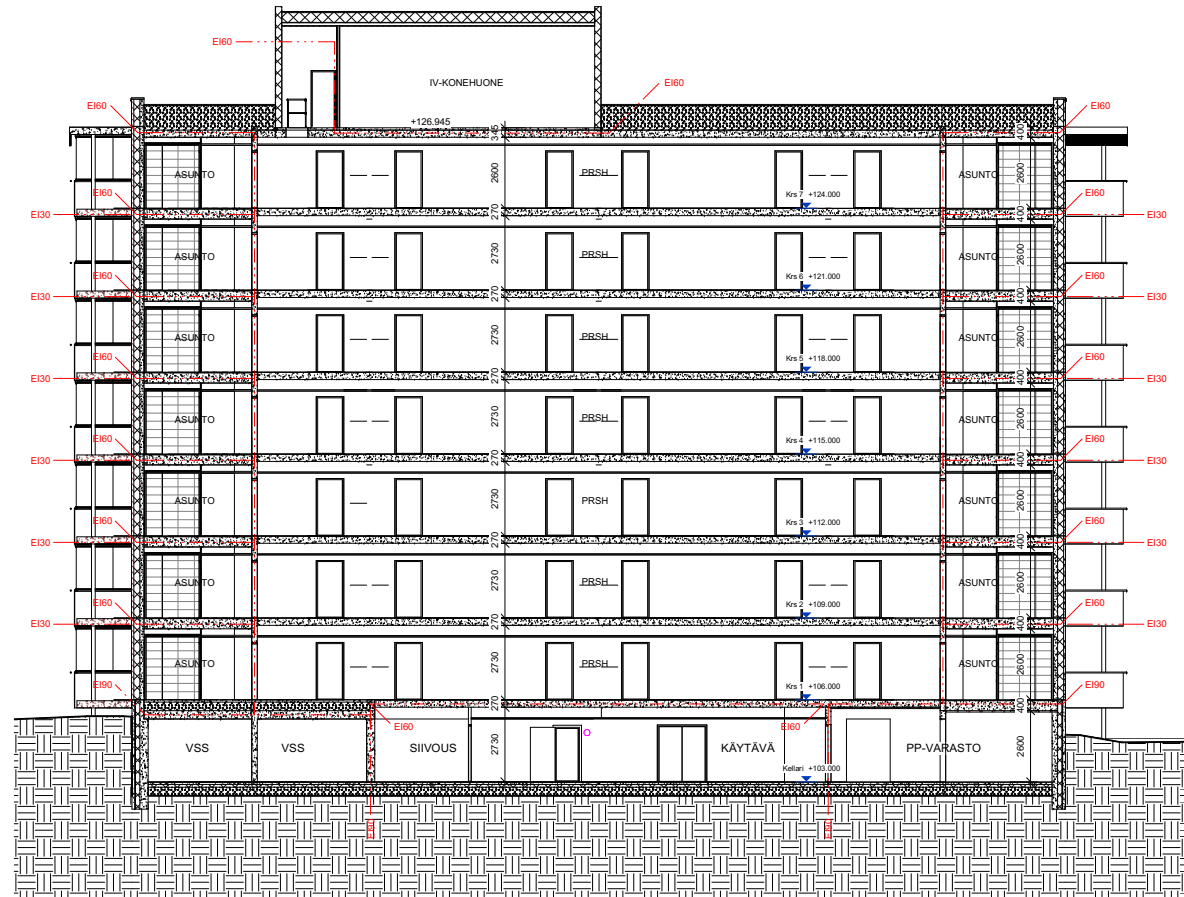 EI60
IV-KONEHUONE
EI60
EI60
+126.945
EI60
345
400
ASUNTO
2600
PRSH
ASUNTO
2600
EI60
Krs 7 +124.000
EI60
EI30
270
400
EI30
ASUNTO
2730
PRSH
ASUNTO
2600
EI60
Krs 6 +121.000
EI60
EI30
270
400
EI30
ASUNTO
2730
PRSH
ASUNTO
2600
EI60
Krs 5 +118.000
EI60
EI30
270
400
EI30
ASUNTO
2730
PRSH
ASUNTO
2600
EI60
Krs 4 +115.000
EI60
EI30
270
400
EI30
ASUNTO
2730
PRSH
ASUNTO
2600
EI60
Krs 3 +112.000
EI60
EI30
270
400
EI30
ASUNTO
2730
PRSH
ASUNTO
2600
EI60
Krs 2 +109.000
EI60
EI30
270
400
EI30
ASUNTO
2730
PRSH
ASUNTO
2600
EI90
Krs 1 +106.000
EI90
270
400
EI60
EI60
VSS
VSS
SIIVOUS
2730
KÄYTÄVÄ
PP-VARASTO
2600
Kellari +103.000